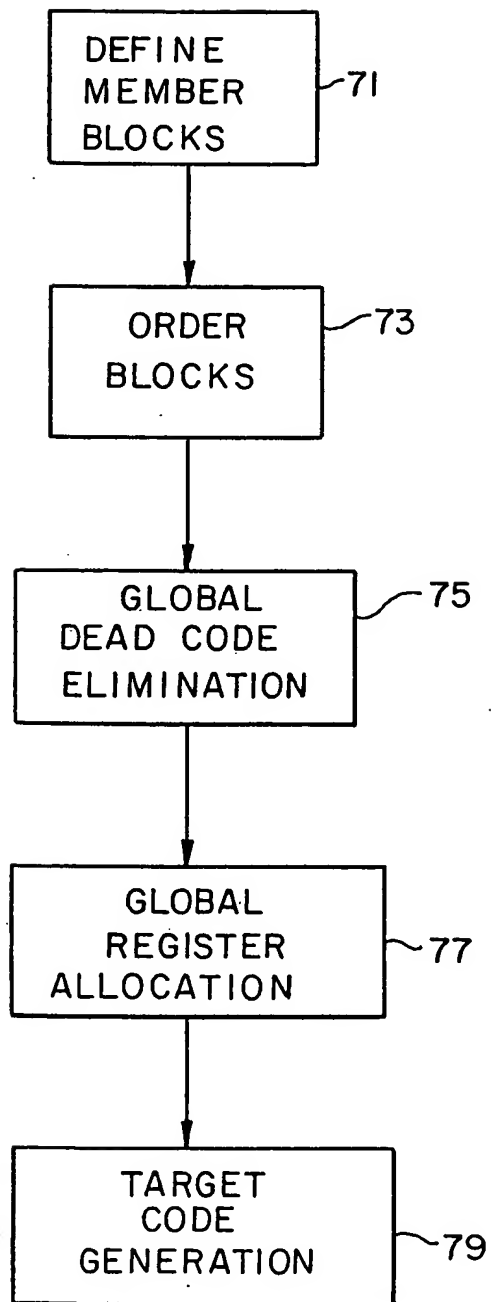 DEFINE
MEMBER
BLOCKS
71
ORDER
BLOCKS
73
GLOBAL
DEAD CODE
ELIMINATION
75
GLOBAL
REGISTER
ALLOCATION
77
TARGET
CODE
GENERATION
79